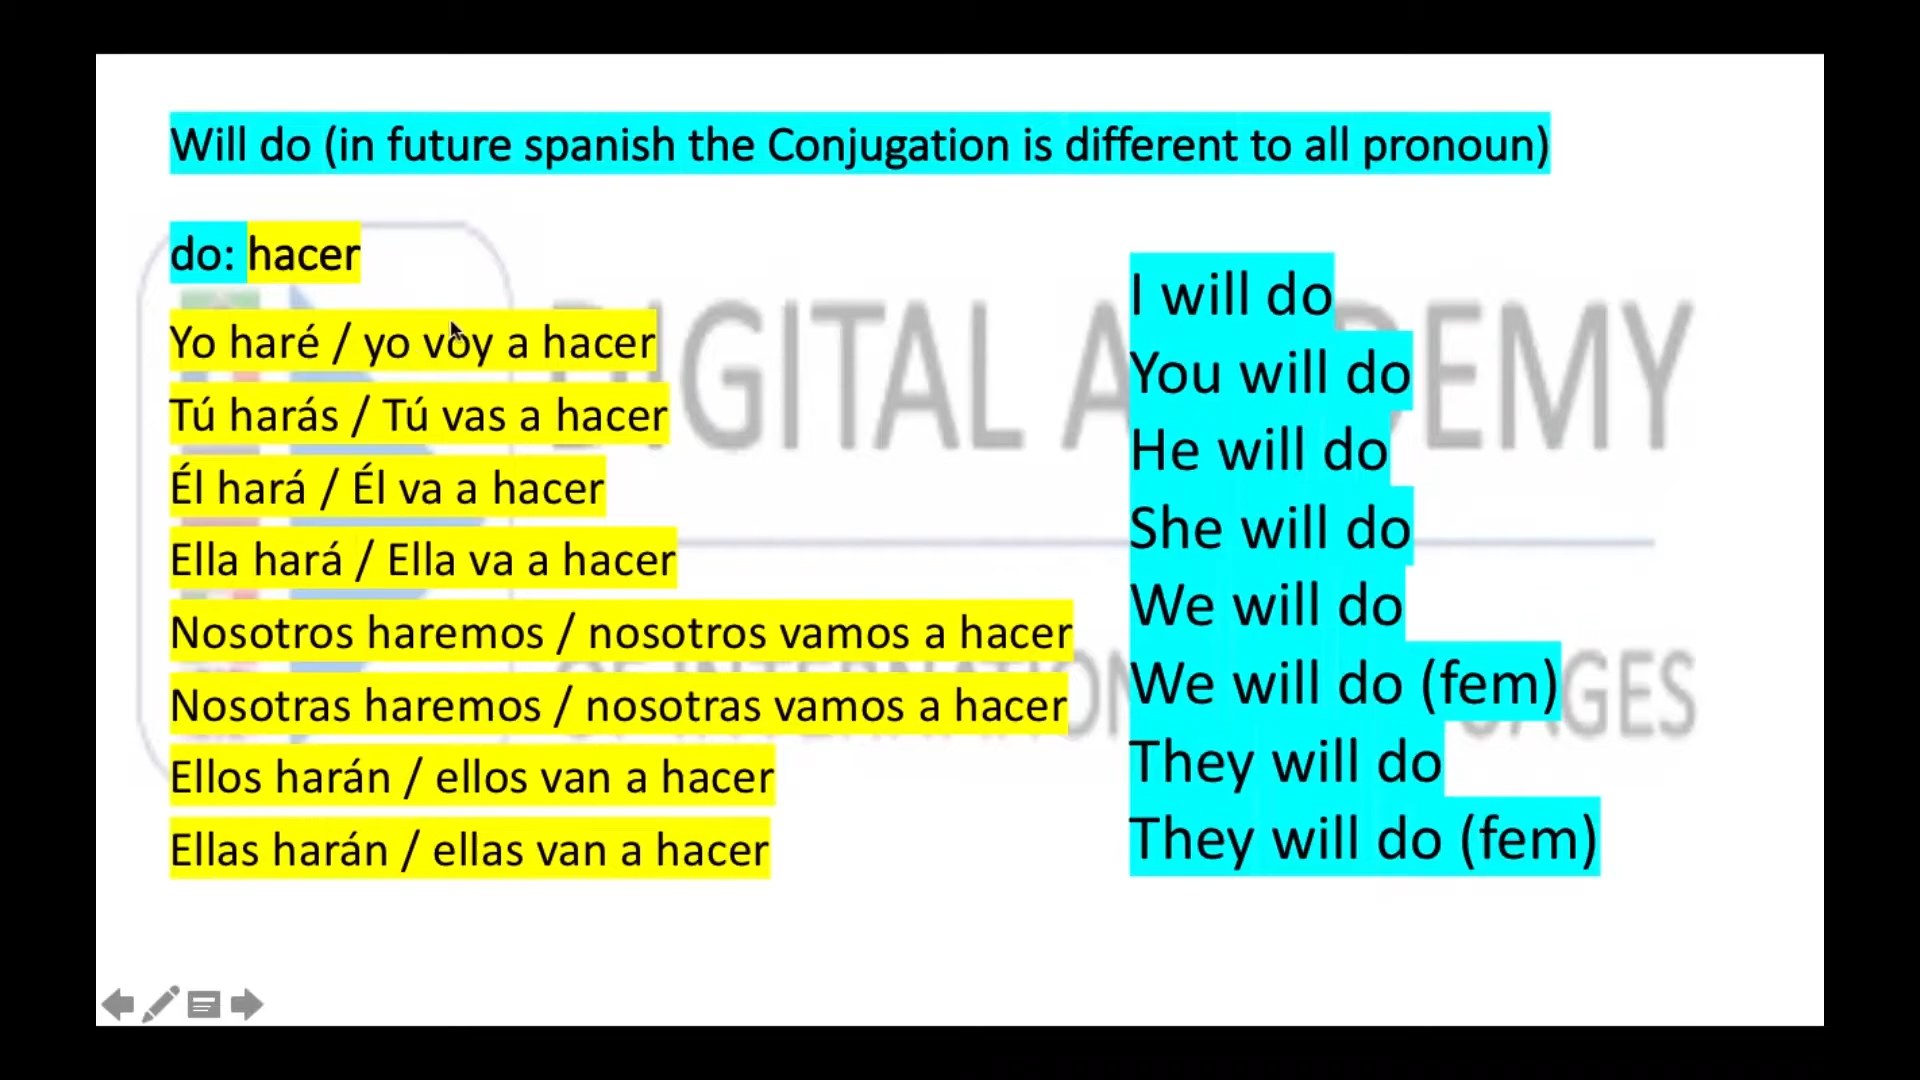 Will do (in future spanish the Conjugation is different to all pronoun)
do: hacer
Yo haré / yo voy a hacer
Tú harás / Tú vas a hacer
Él hará / Él va a hacer
Ella hará / Ella va a hacer
Nosotros haremos / nosotros vamos a hacer
Nosotras haremos / nosotras vamos a hacer
Ellos harán / ellos van a hacer
Ellas harán / ellas van a hacer
I will do
You will do
He will do
She will do
We will do
We will do (fem)
They will do
They will do (fem)
DIGITAL